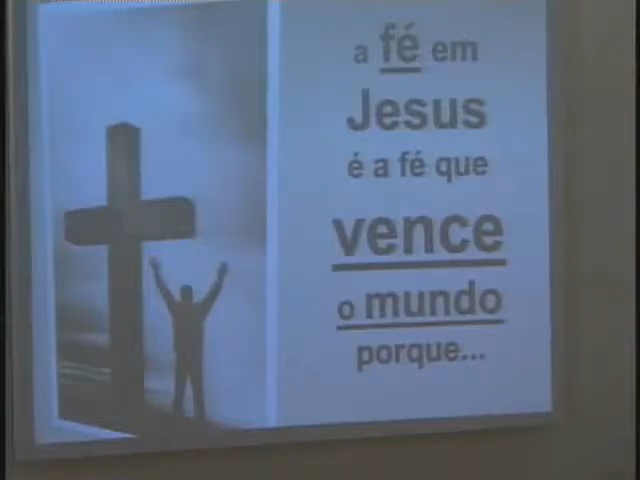 a fé em
Jesus
é a fé que
vence
o mundo
porque...